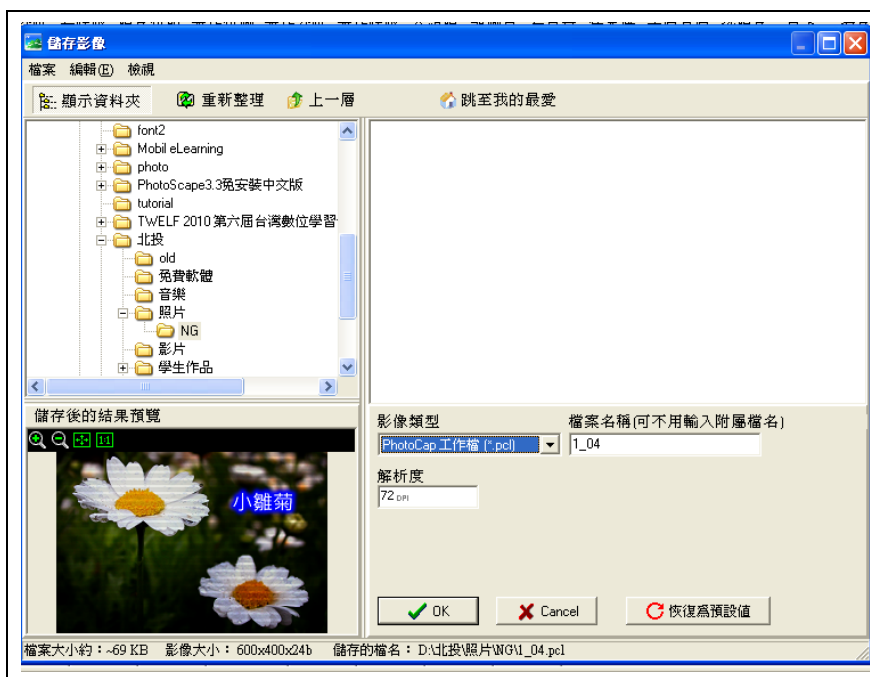 儲存影像
檔案 編輯(E) 檢視
顯示資料夾 重新整理 上一層 跳至我的最愛
font2
Mobil eLearning
photo
PhotoScape3.3免安裝中文版
tutorial
TWELF 2010 第六屆台灣數位學習
北投
old
免費軟體
音樂
照片
NG
影片
學生作品
儲存後的結果預覽
1:1
小雛菊
影像類型 檔案名稱(可不用輸入附屬檔名)
PhotoCap 工作檔 (*.pcl) 1_04
解析度
72 DPI
OK Cancel 恢復為預設値
檔案大小約：~69 KB 影像大小：600x400x24b 儲存的檔名：D:\北投\照片\NG\1_04.pcl